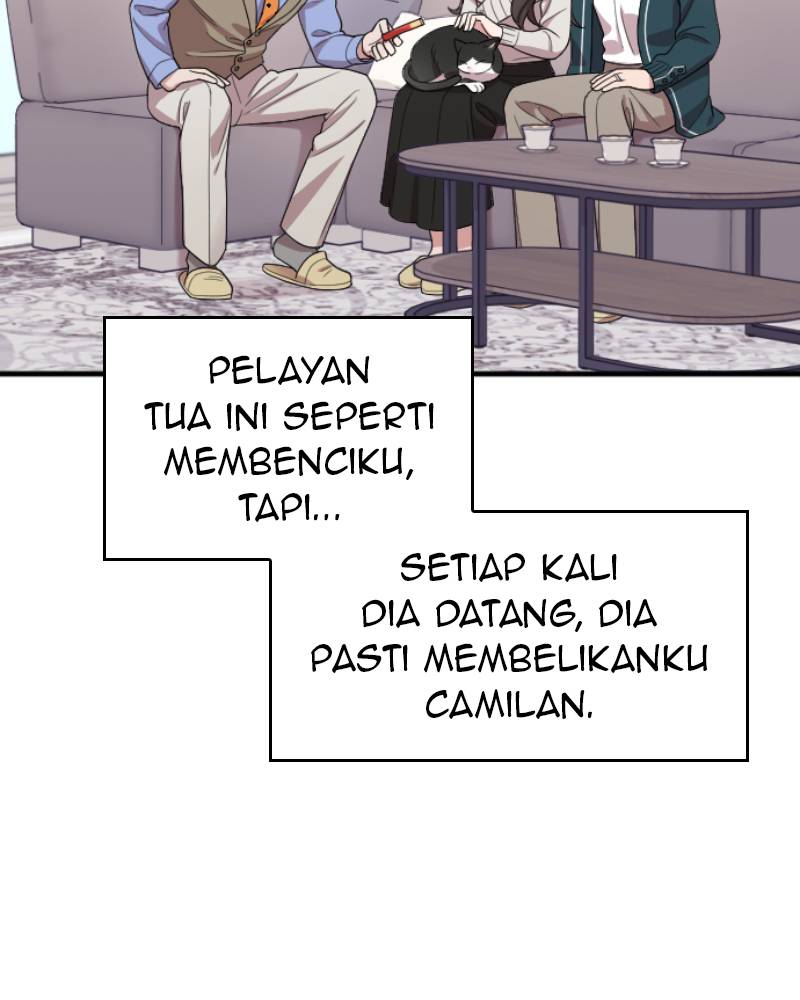 PELAYAN
TUA INI SEPERTI
MEMBENCIKU,
TAPI...
SETIAP KALI
DIA DATANG, DIA
PASTI MEMBELIKANKU
CAMILAN.